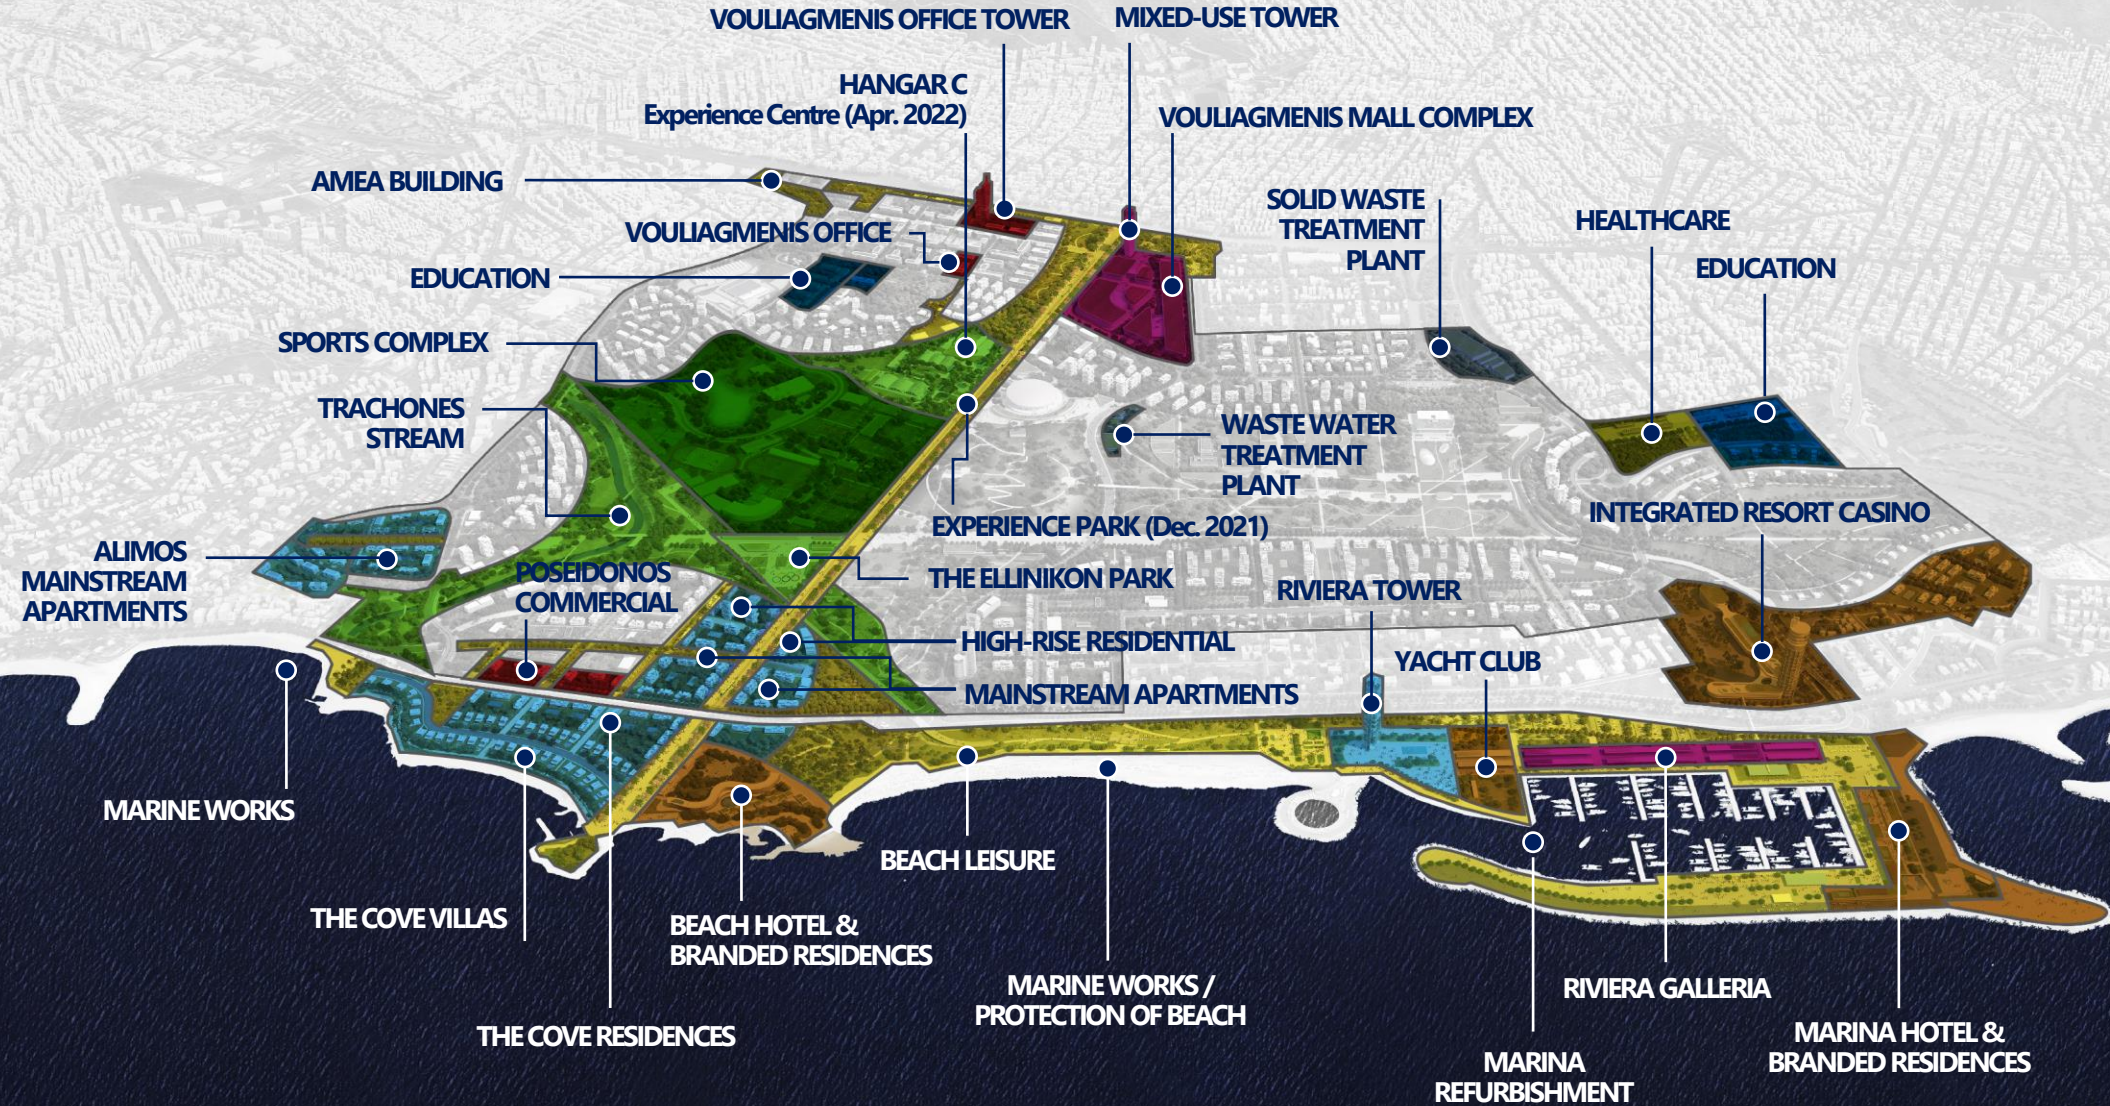 VOULIAGMENIS OFFICE TOWER
MIXED-USE TOWER
HANGAR C
Experience Centre (Apr. 2022)
VOULIAGMENIS MALL COMPLEX
AMEA BUILDING
SOLID WASTE
TREATMENT
PLANT
HEALTHCARE
VOULIAGMENIS OFFICE
EDUCATION
EDUCATION
SPORTS COMPLEX
TRACHONES
STREAM
WASTE WATER
TREATMENT
PLANT
EXPERIENCE PARK (Dec. 2021)
INTEGRATED RESORT CASINO
ALIMOS
MAINSTREAM
APARTMENTS
POSEIDONOS
COMMERCIAL
THE ELLINIKON PARK
RIVIERA TOWER
HIGH-RISE RESIDENTIAL
YACHT CLUB
MAINSTREAM APARTMENTS
MARINE WORKS
BEACH LEISURE
THE COVE VILLAS
BEACH HOTEL &
BRANDED RESIDENCES
MARINE WORKS /
PROTECTION OF BEACH
RIVIERA GALLERIA
THE COVE RESIDENCES
MARINA HOTEL &
BRANDED RESIDENCES
MARINA
REFURBISHMENT